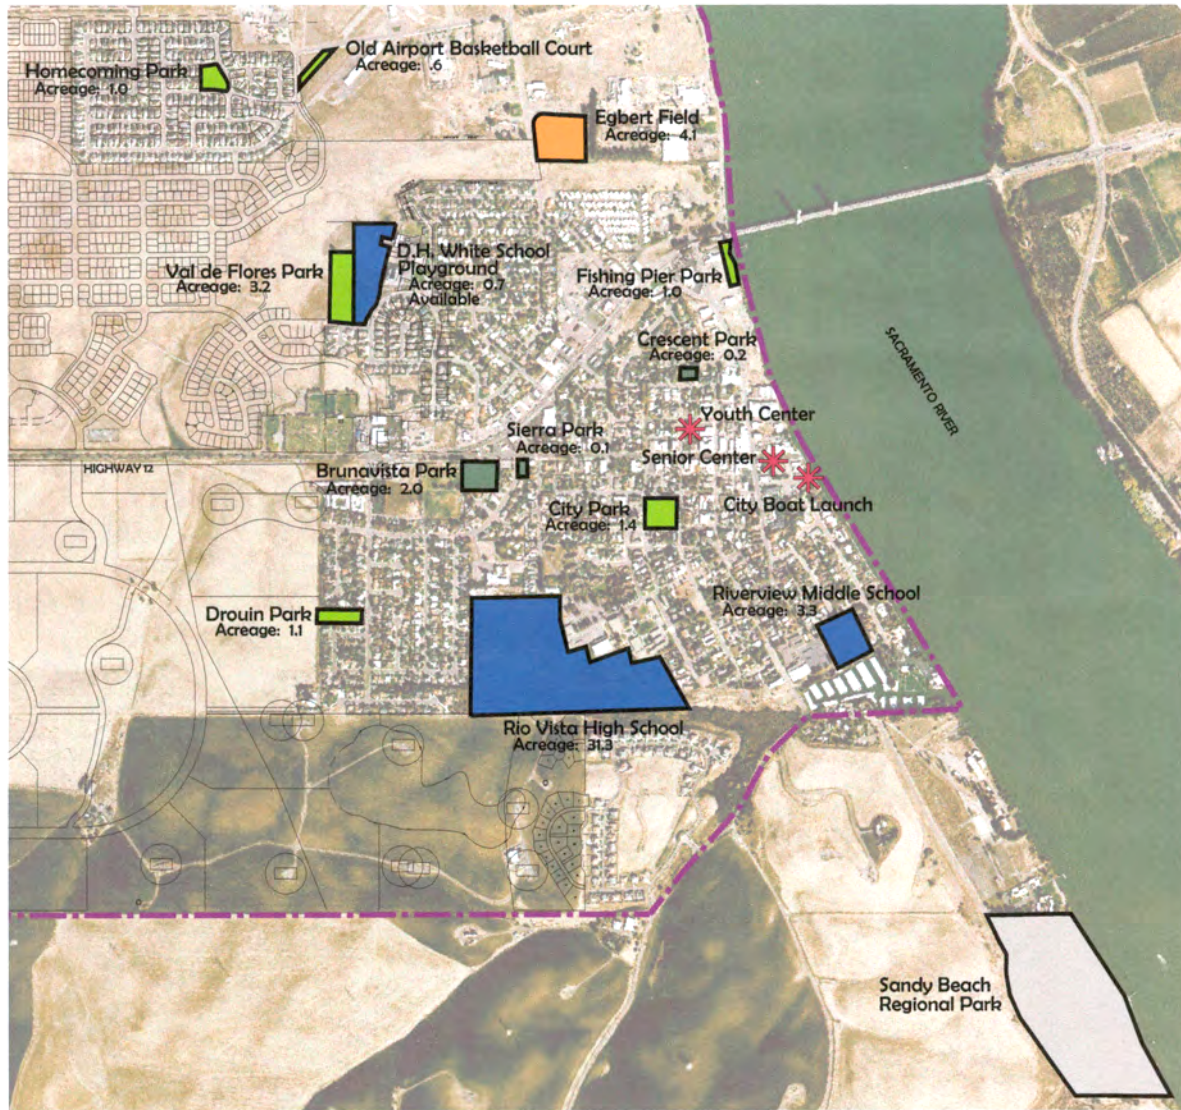 Old Airport Basketball Court
Acreage: .6
Homecoming Park
Acreage: 1.0
Egbert Field
Acreage: 4.1
D.H. White School
Playground
Acreage: 0.7
Available
Val de Flores Park
Acreage: 3.2
Fishing Pier Park
Acreage: 1.0
Crescent Park
Acreage: 0.2
SACRAMENTO RIVER
Youth Center
Sierra Park
Acreage: 0.1
Senior Center
HIGHWAY 12
Brunavista Park
Acreage: 2.0
City Boat Launch
City Park
Acreage: 1.4
Riverview Middle School
Acreage: 3.3
Drouin Park
Acreage: 1.1
Rio Vista High School
Acreage: 31.3
Sandy Beach
Regional Park